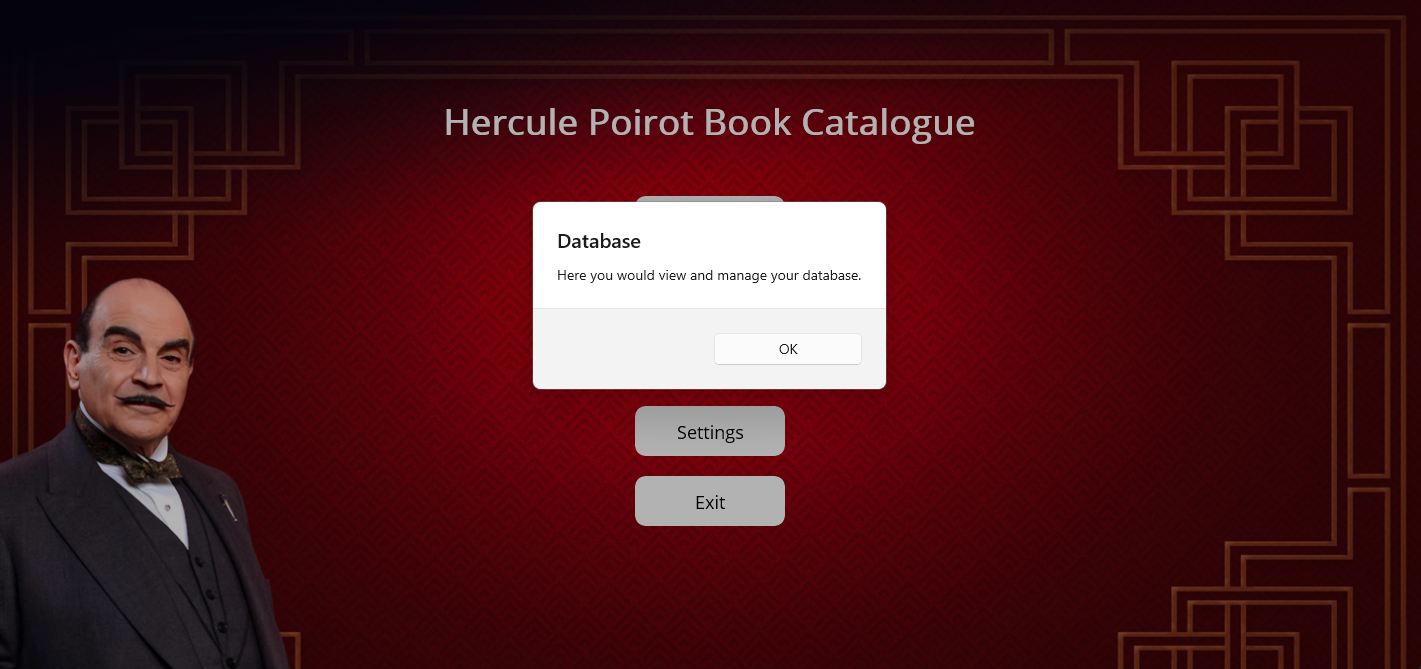 Hercule Poirot Book Catalogue
Database
Here you would view and manage your database.
OK
Settings
Exit